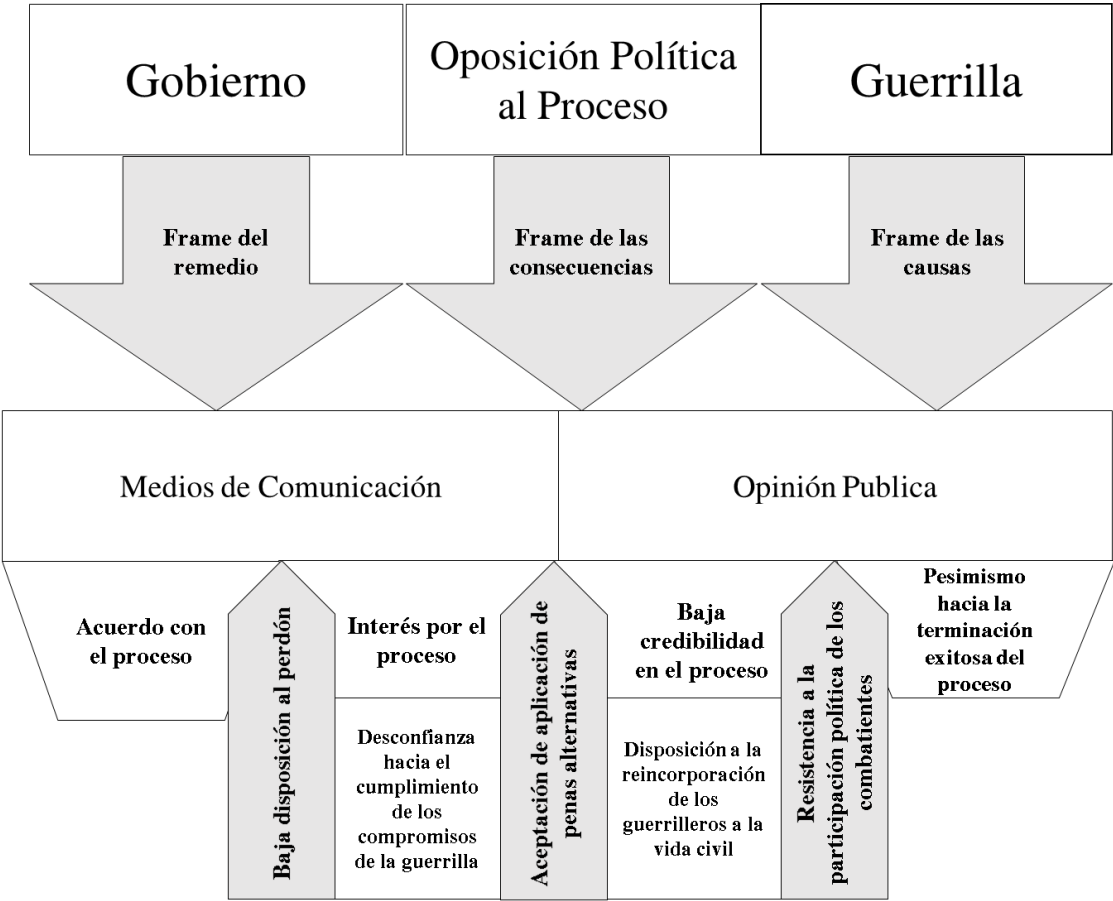 Gobierno
Oposición Política
al Proceso
Guerrilla
Frame del
remedio
Frame de las
consecuencias
Frame de las
causas
Medios de Comunicación
Opinión Publica
Acuerdo con
el proceso
Baja disposición al perdón
Interés por el
proceso
Desconfianza
hacia el
cumplimiento
de los
compromisos
de la guerrilla
Aceptación de aplicación de
penas alternativas
Baja
credibilidad
en el proceso
Disposición a la
reincorporación
de los
guerrilleros a la
vida civil
Resistencia a la
participación política de los
combatientes
Pesimismo
hacia la
terminación
exitosa del
proceso